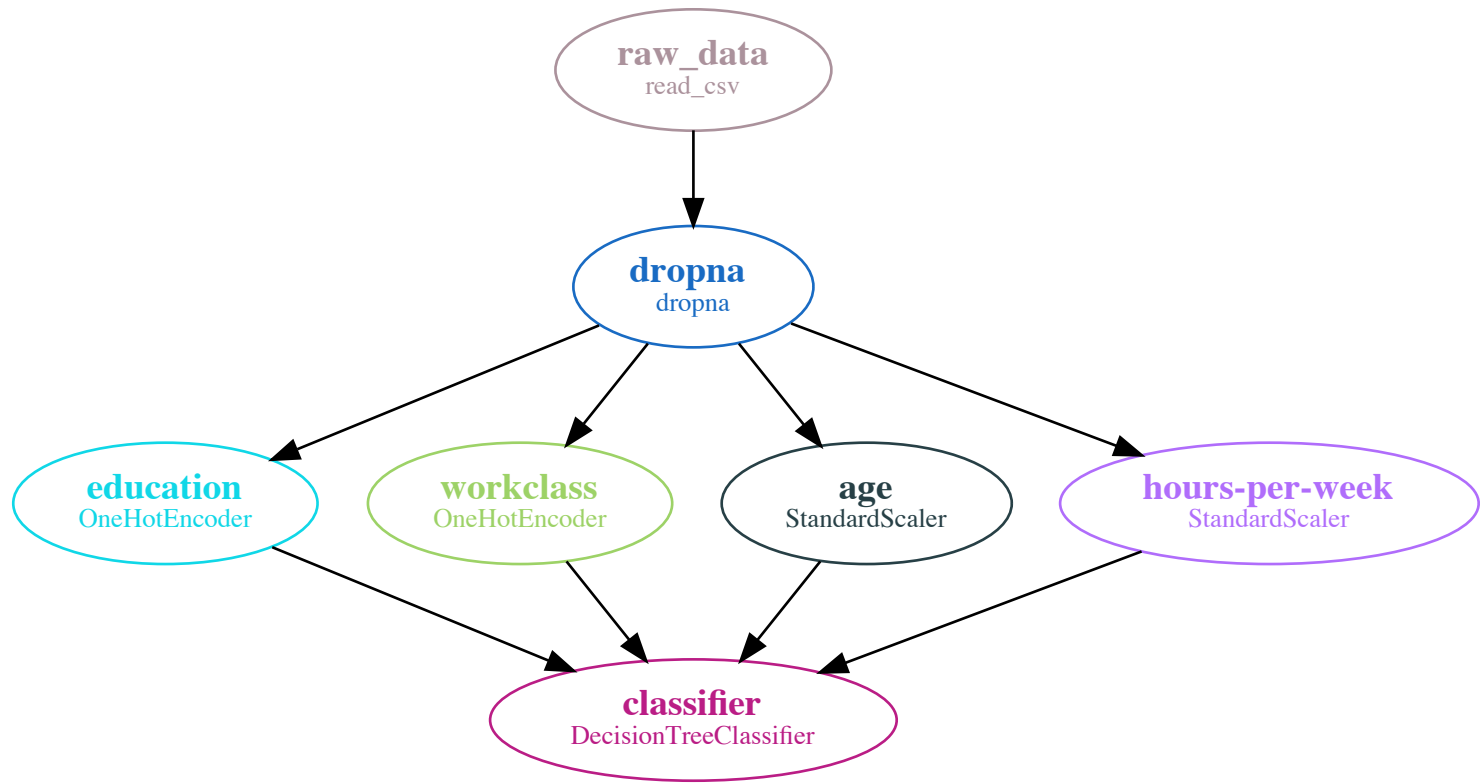 raw_data
read_csv
dropna
dropna
education
OneHotEncoder
workclass
OneHotEncoder
age
StandardScaler
hours-per-week
StandardScaler
classifier
DecisionTreeClassifier